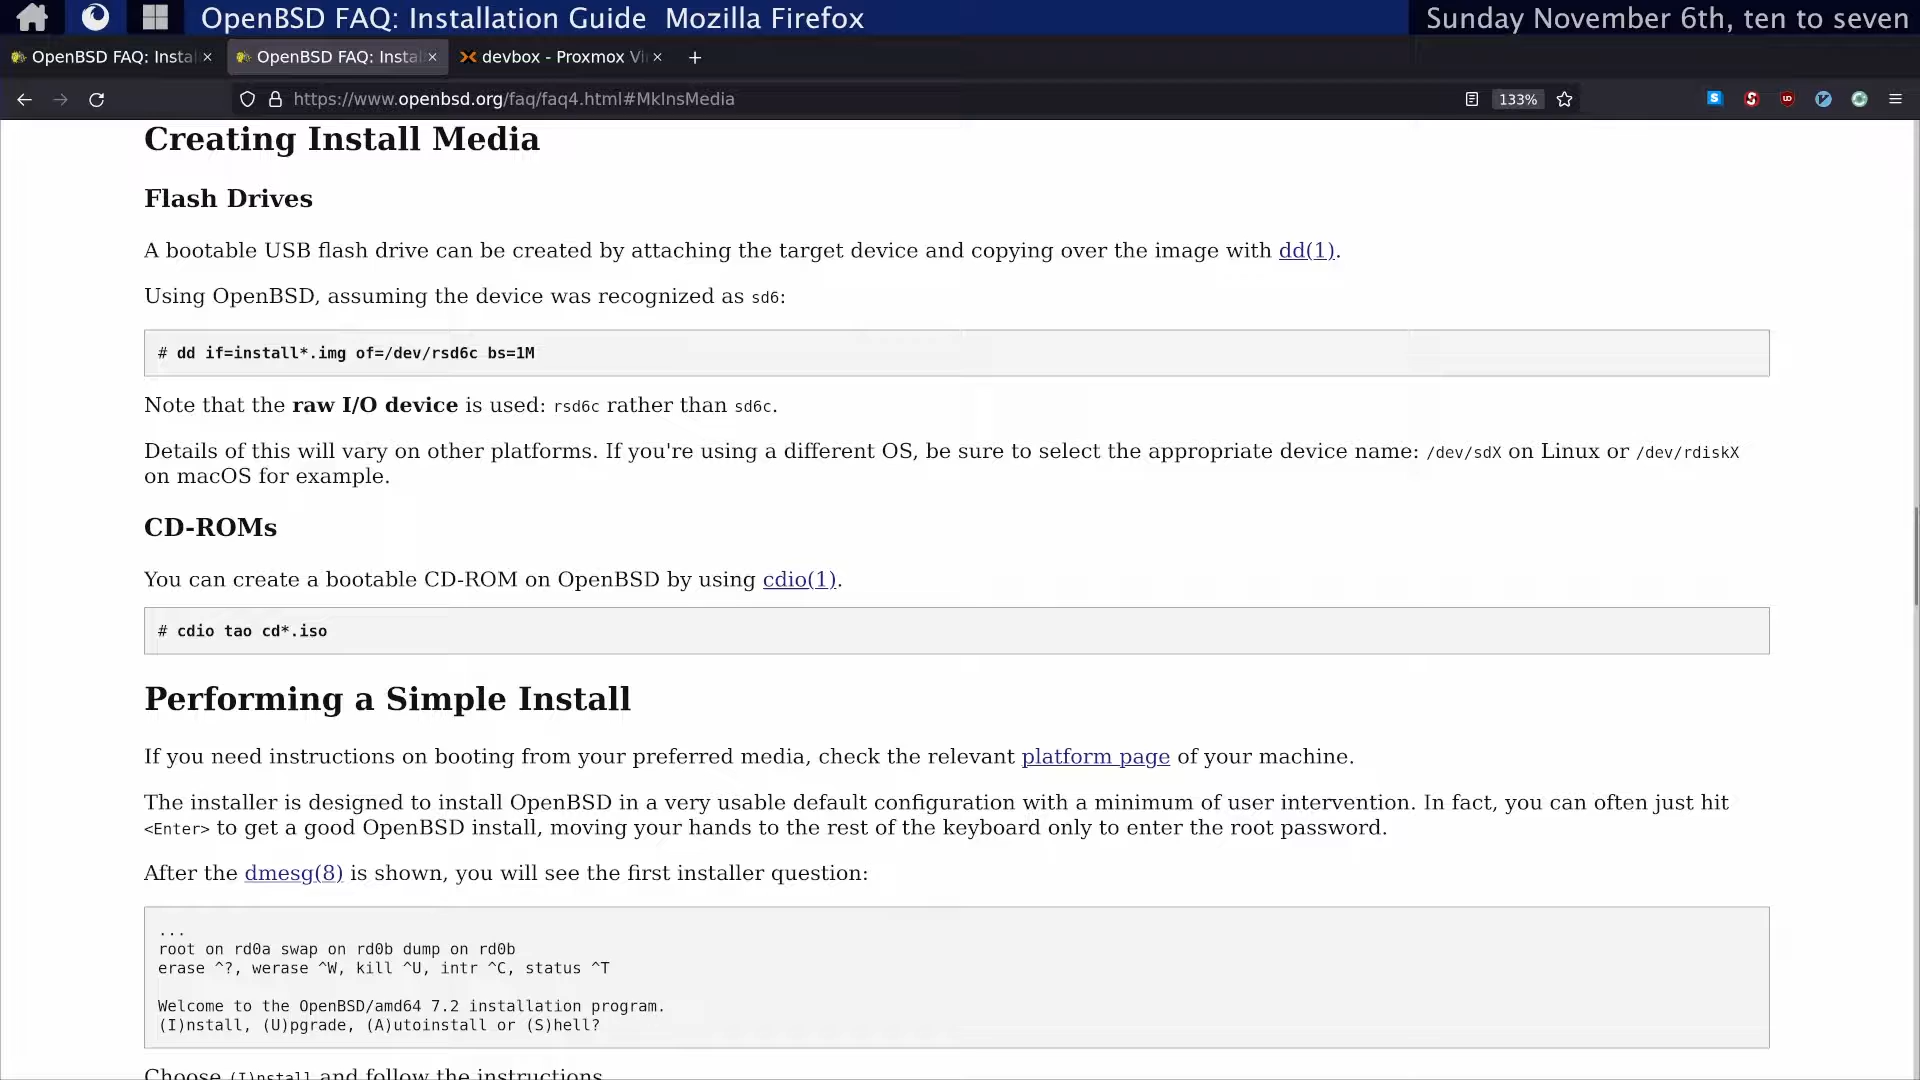 OpenBSD FAQ: Installation Guide  Mozilla Firefox
Sunday November 6th, ten to seven
OpenBSD FAQ: Insta
OpenBSD FAQ: Insta
devbox - Proxmox Vi
https://www.openbsd.org/faq/faq4.html#MkInsMedia
133%
Creating Install Media
Flash Drives
A bootable USB flash drive can be created by attaching the target device and copying over the image with dd(1).
Using OpenBSD, assuming the device was recognized as sd6:
# dd if=install*.img of=/dev/rsd6c bs=1M
Note that the raw I/O device is used: rsd6c rather than sd6c.
Details of this will vary on other platforms. If you're using a different OS, be sure to select the appropriate device name: /dev/sdX on Linux or /dev/rdiskX
on macOS for example.
CD-ROMs
You can create a bootable CD-ROM on OpenBSD by using cdio(1).
# cdio tao cd*.iso
Performing a Simple Install
If you need instructions on booting from your preferred media, check the relevant platform page of your machine.
The installer is designed to install OpenBSD in a very usable default configuration with a minimum of user intervention. In fact, you can often just hit
<Enter> to get a good OpenBSD install, moving your hands to the rest of the keyboard only to enter the root password.
After the dmesg(8) is shown, you will see the first installer question:
...
root on rd0a swap on rd0b dump on rd0b
erase ^?, werase ^W, kill ^U, intr ^C, status ^T
Welcome to the OpenBSD/amd64 7.2 installation program.
(I)nstall, (U)pgrade, (A)utoinstall or (S)hell?
Choose (I)nstall and follow the instructions.